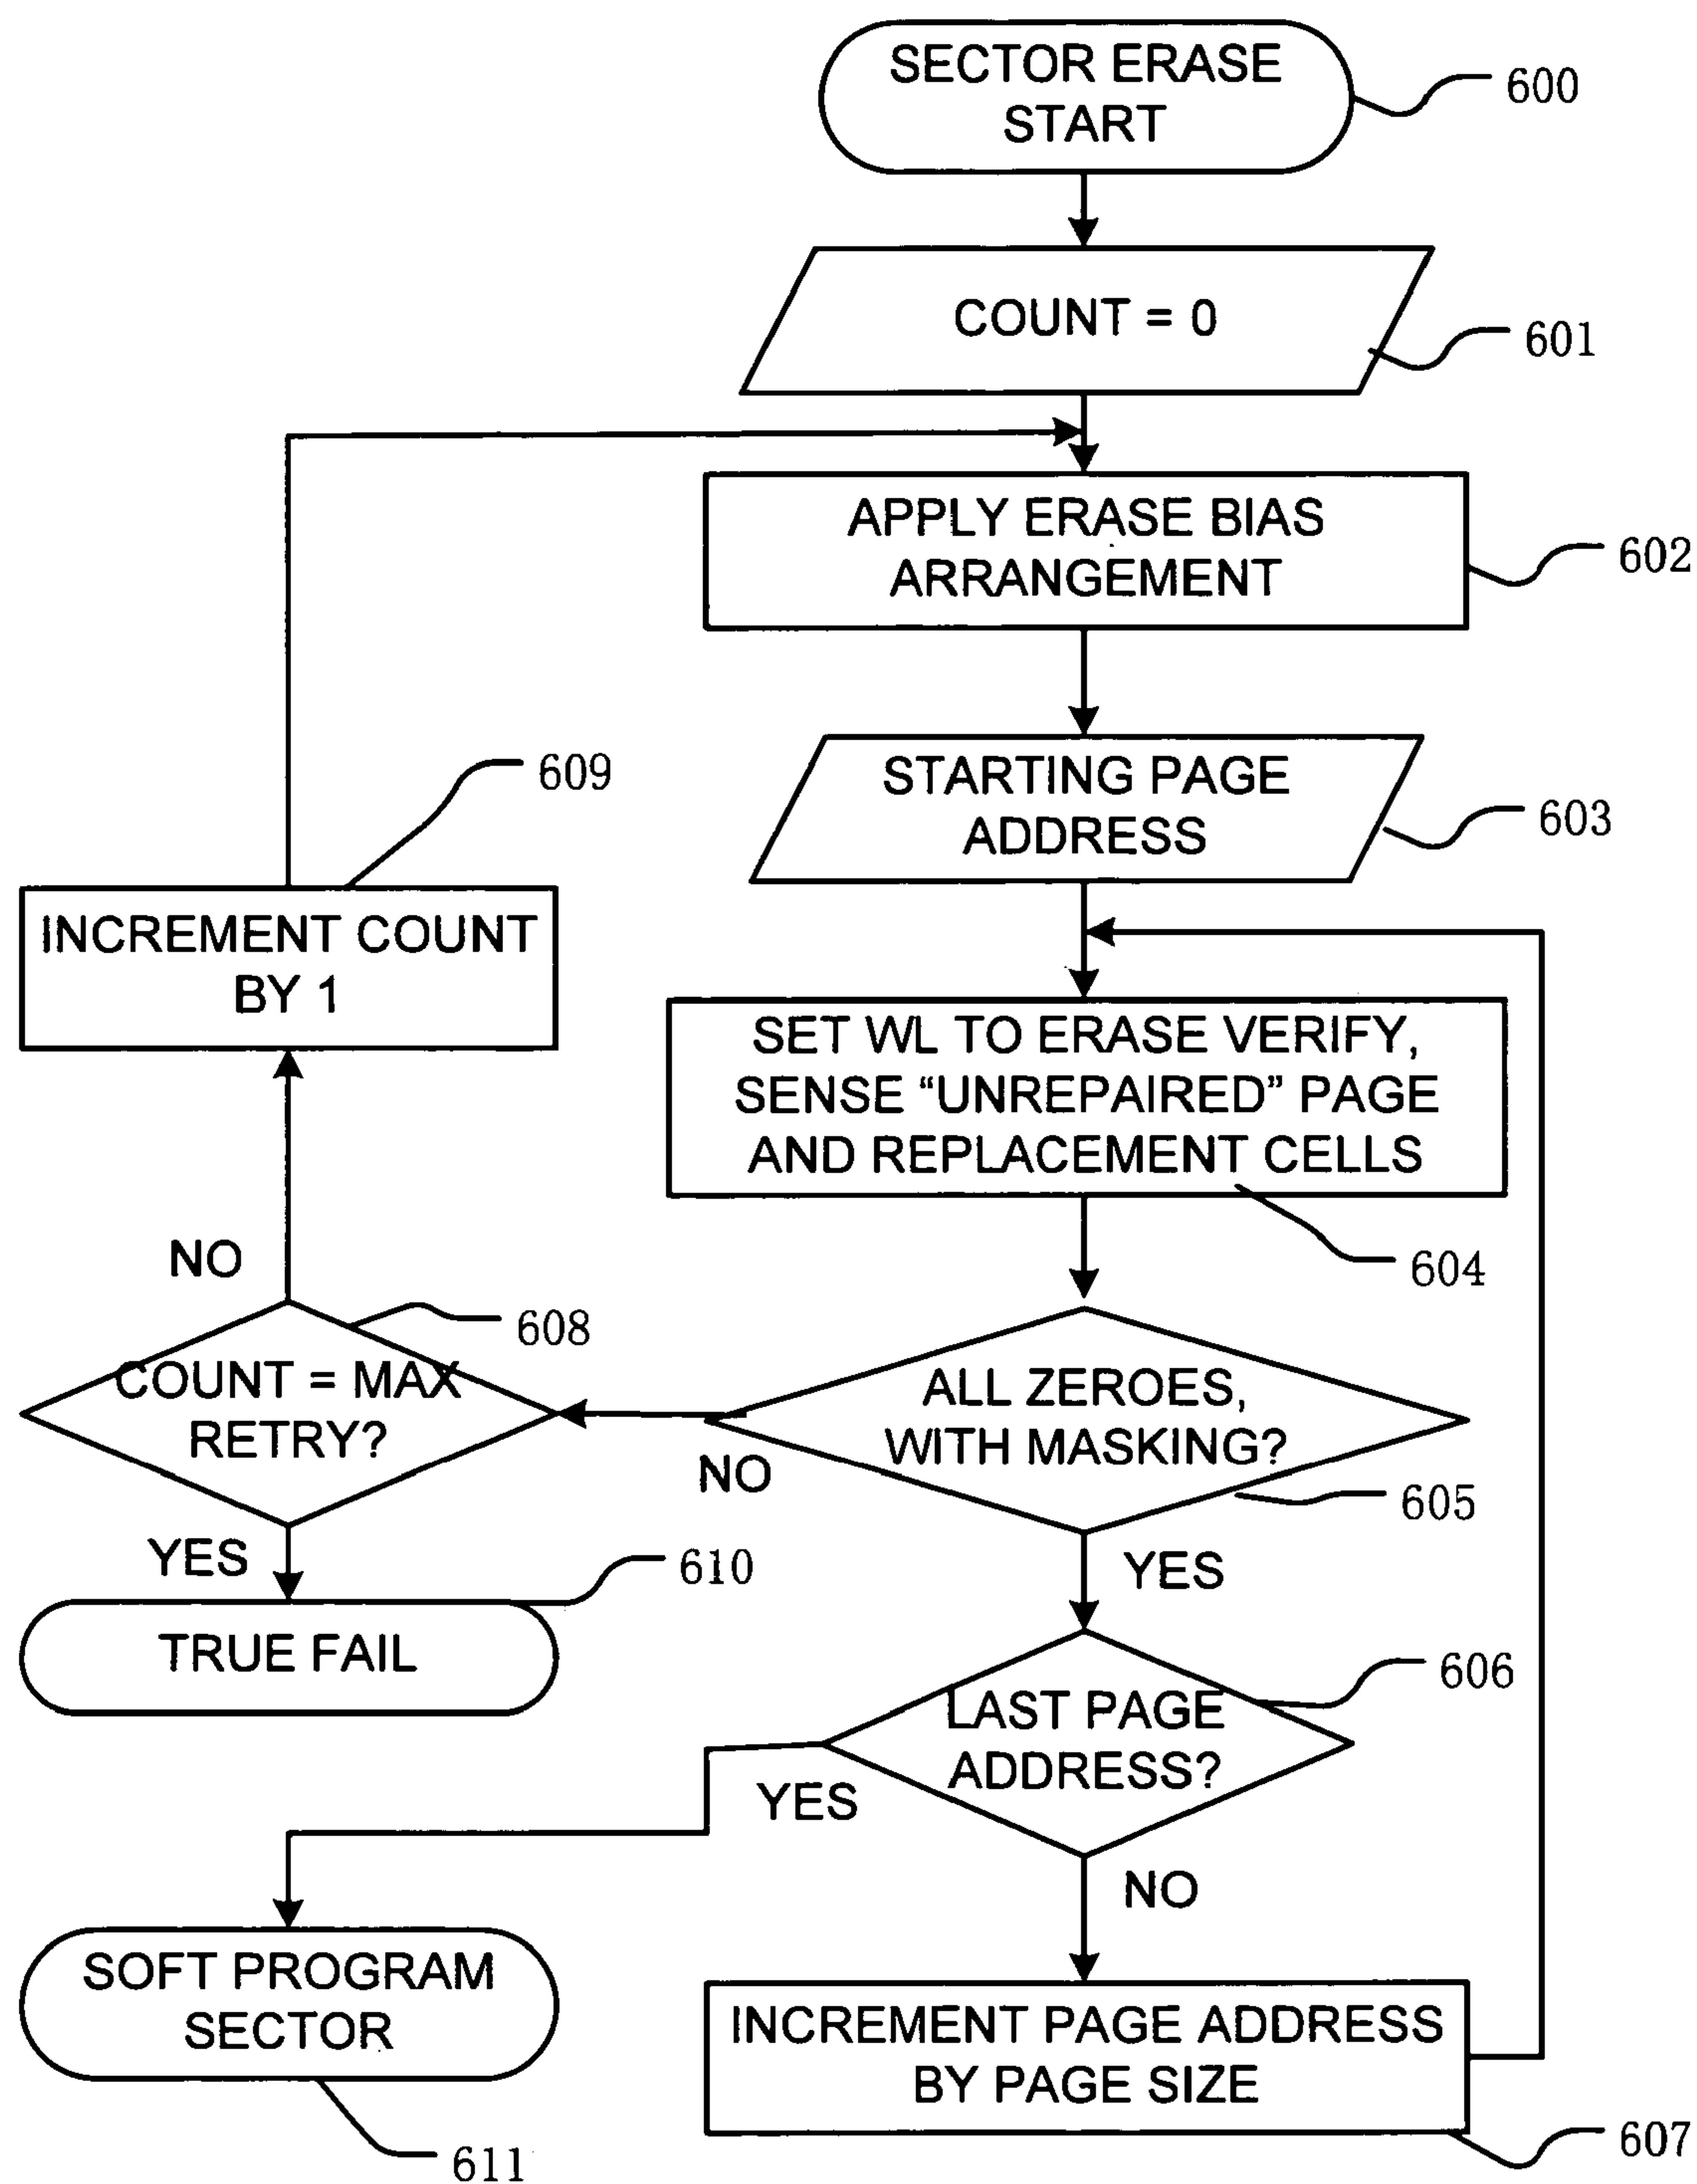 SECTOR ERASE
START
600
COUNT = 0
601
APPLY ERASE BIAS
ARRANGEMENT
602
STARTING PAGE
ADDRESS
603
609
INCREMENT COUNT
BY 1
SET WL TO ERASE VERIFY,
SENSE “UNREPAIRED” PAGE
AND REPLACEMENT CELLS
604
NO
608
COUNT = MAX
RETRY?
ALL ZEROES,
WITH MASKING?
NO
605
YES
610
YES
TRUE FAIL
606
LAST PAGE
ADDRESS?
YES
NO
SOFT PROGRAM
SECTOR
611
INCREMENT PAGE ADDRESS
BY PAGE SIZE
607